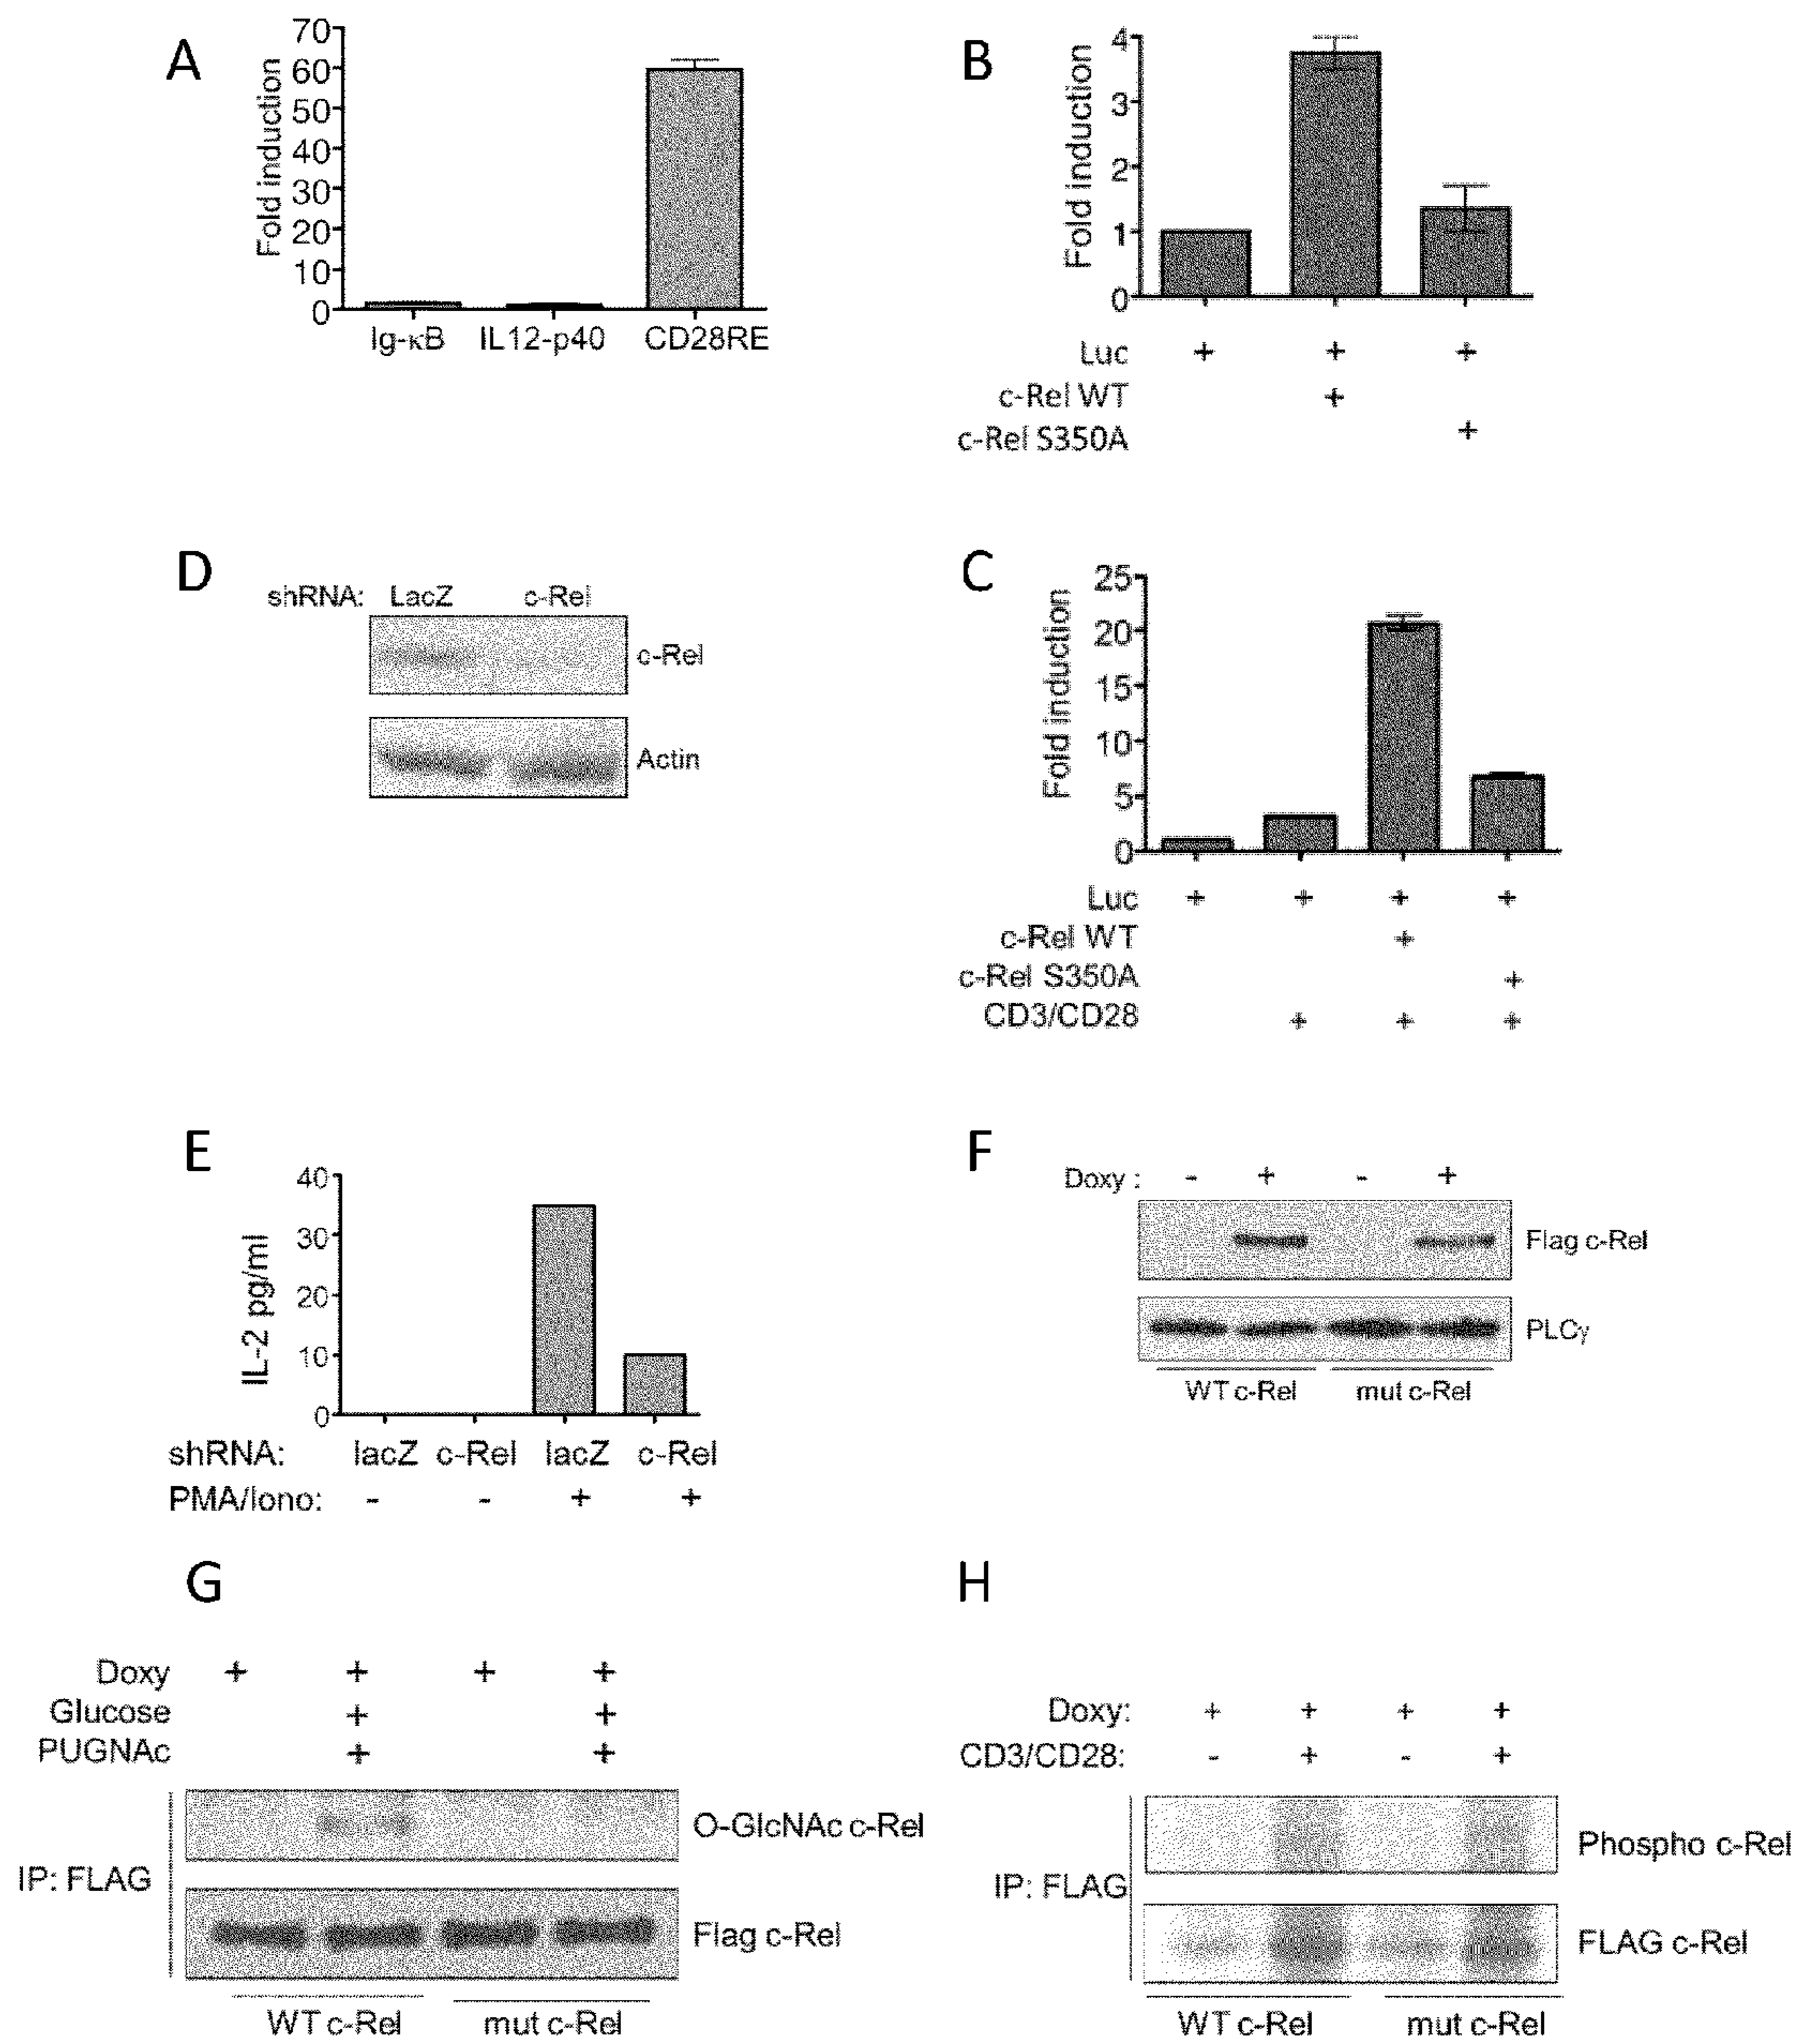 A
Fold induction
70
60
50
40
30
20
10
0
Ig-κB IL12-p40 CD28RE
B
Fold induction
4
3
2
1
0
Luc + + +
c-Rel WT +
c-Rel S350A +
D
shRNA: LacZ c-Rel
c-Rel
Actin
C
Fold induction
25
20
15
10
5
0
Luc + + + +
c-Rel WT +
c-Rel S350A +
CD3/CD28 + + +
E
IL-2 pg/ml
40
30
20
10
0
shRNA: lacZ c-Rel lacZ c-Rel
PMA/Iono: - - + +
F
Doxy : - + - +
Flag c-Rel
PLCγ
WT c-Rel mut c-Rel
G
Doxy + + + +
Glucose + +
PUGNAc + +
O-GlcNAc c-Rel
IP: FLAG
Flag c-Rel
WT c-Rel mut c-Rel
H
Doxy: + + + +
CD3/CD28: - + - +
Phospho c-Rel
IP: FLAG
FLAG c-Rel
WT c-Rel mut c-Rel